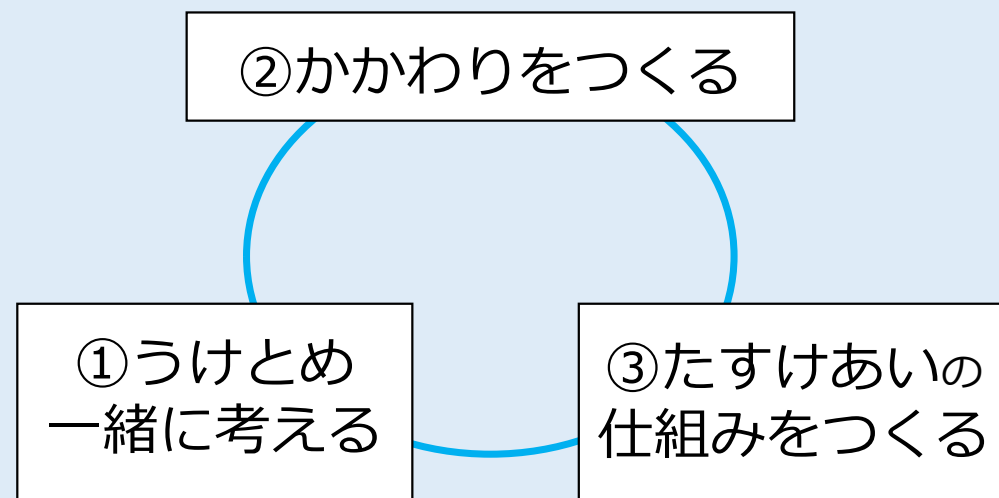 ②かかわりをつくる
①うけとめ
一緒に考える
③たすけあいの
仕組みをつくる